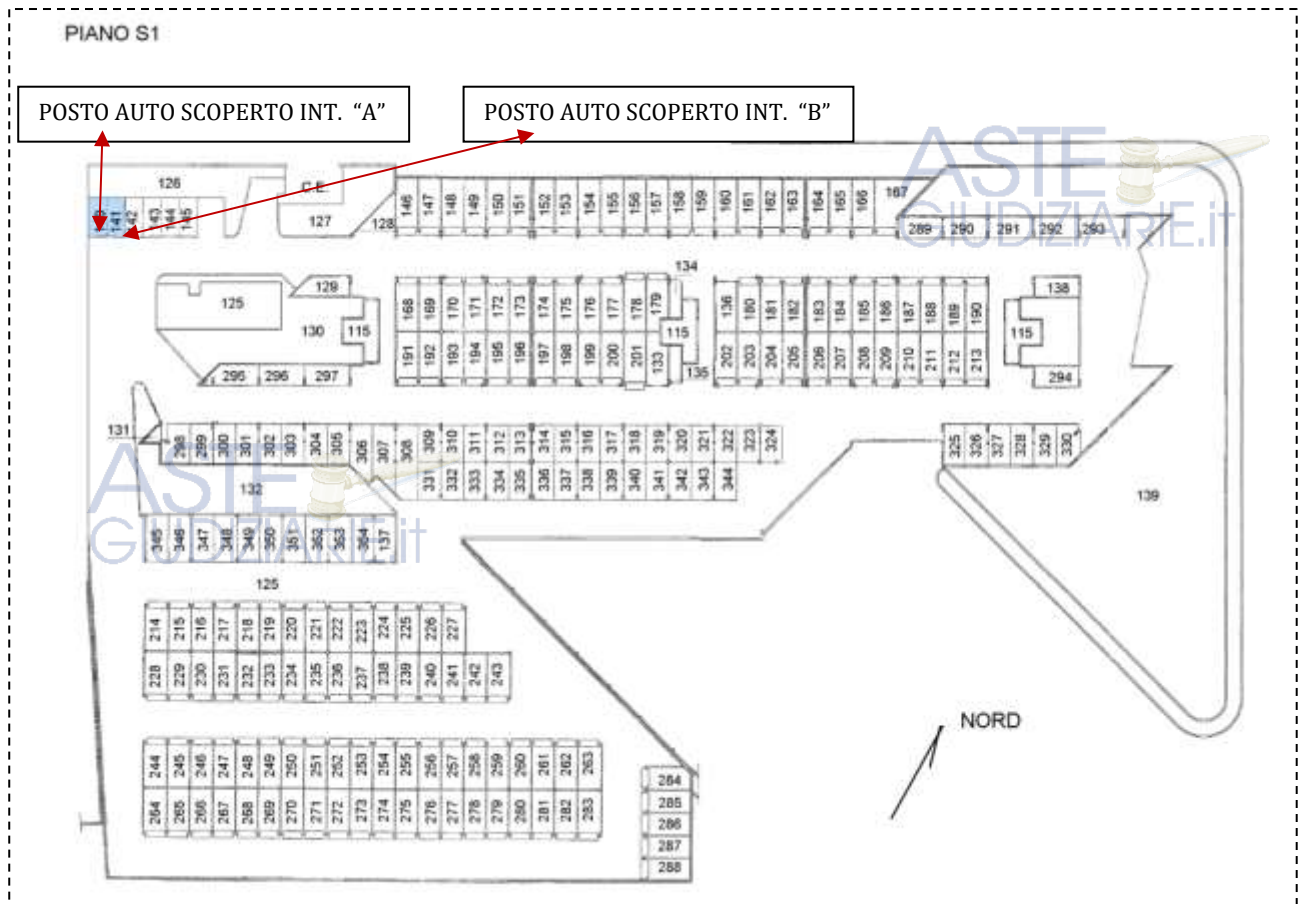 PIANO S1
POSTO AUTO SCOPERTO INT. “A”
POSTO AUTO SCOPERTO INT. “B”
ASTE
GIUDIZIARIE.it
126
C.E.
127
128
141 142 143 144 145
146 147 148 149 150 151 152 153 154 155 156 157 158 159 160 161 162 163 164 165 166 167
289 290 291 292 293
134
125
129
130
115
168 169 170 171 172 173 174 175 176 177 178 179
115
136 180 181 182 183 184 185 186 187 188 189 190
138
115
191 192 193 194 195 196 197 198 199 200 201 133
135
202 203 204 205 206 207 208 209 210 211 212 213
295 296 297
294
131
298 299 300 301 302 303 304 305 306 307 308 309 310 311 312 313 314 315 316 317 318 319 320 321 322 323 324
325 326 327 328 329 330
331 332 333 334 335 336 337 338 339 340 341 342 343 344
ASTE
GIUDIZIARIE.it
132
139
345 346 347 348 349 350 351 352 353 354 137
125
214 215 216 217 218 219 220 221 222 223 224 225 226 227
228 229 230 231 232 233 234 235 236 237 238 239 240 241 242 243
NORD
244 245 246 247 248 249 250 251 252 253 254 255 256 257 258 259 260 261 262 263
264 265 266 267 268 269 270 271 272 273 274 275 276 277 278 279 280 281 282 283
284
285
286
287
288